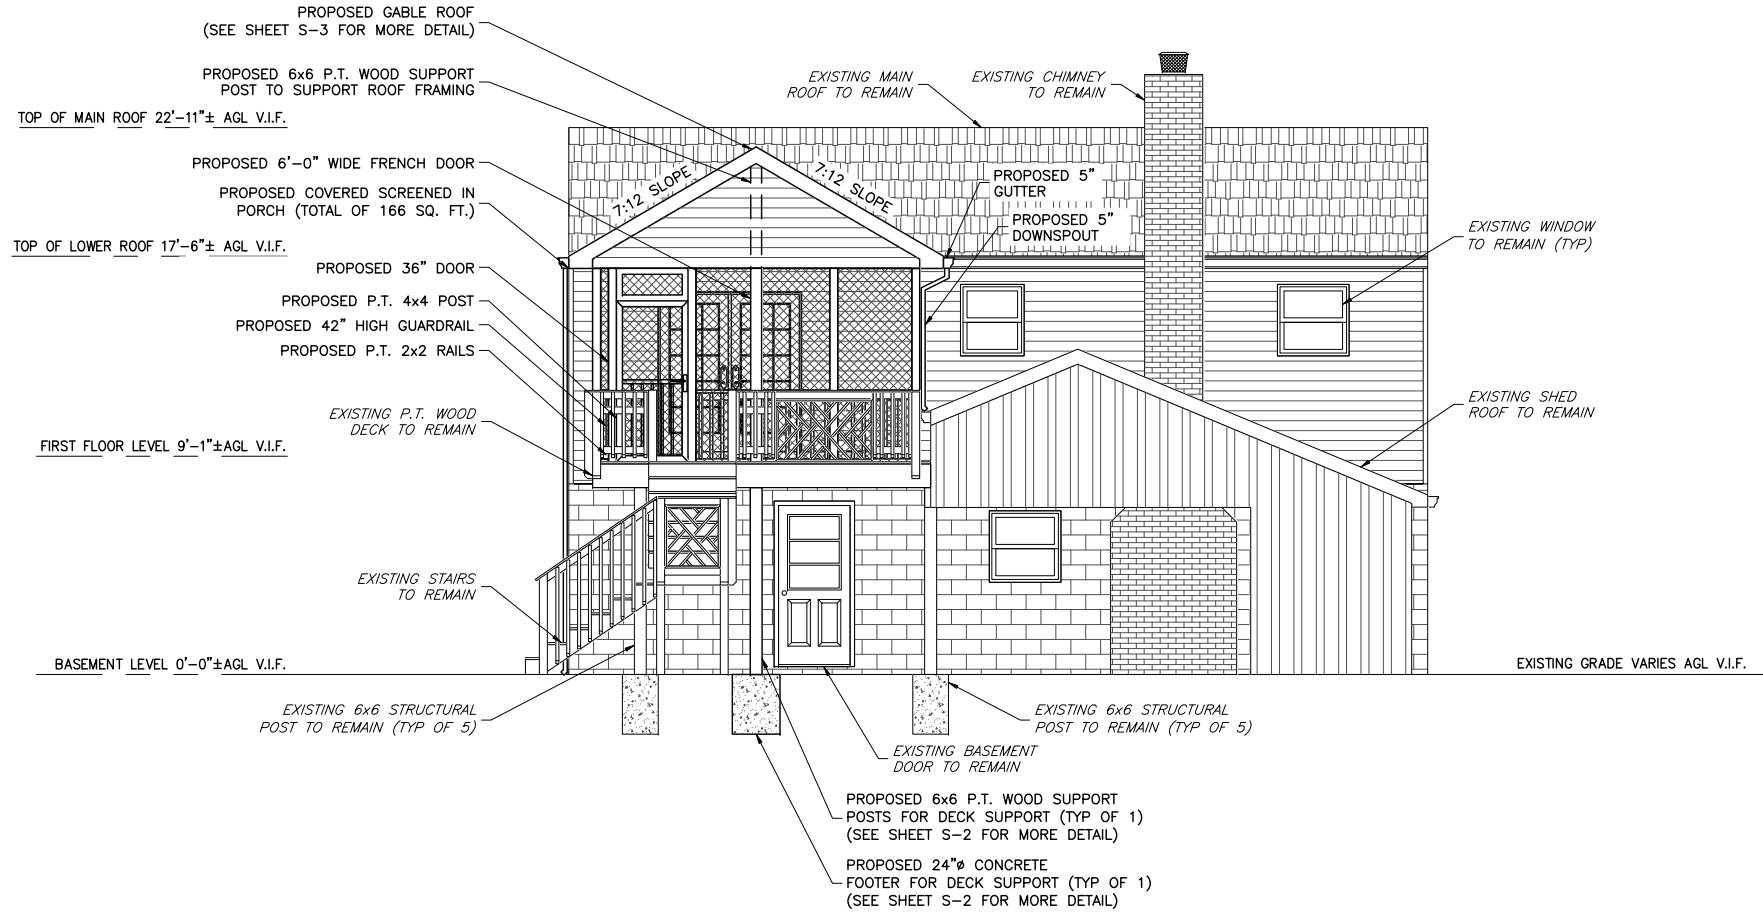 PROPOSED GABLE ROOF
(SEE SHEET S-3 FOR MORE DETAIL)
PROPOSED 6x6 P.T. WOOD SUPPORT
POST TO SUPPORT ROOF FRAMING
TOP OF MAIN ROOF 22'-11"± AGL V.I.F.
PROPOSED 6'-0" WIDE FRENCH DOOR
PROPOSED COVERED SCREENED IN
PORCH (TOTAL OF 166 SQ. FT.)
TOP OF LOWER ROOF 17'-6"± AGL V.I.F.
PROPOSED 36" DOOR
PROPOSED P.T. 4x4 POST
PROPOSED 42" HIGH GUARDRAIL
PROPOSED P.T. 2x2 RAILS
EXISTING P.T. WOOD
DECK TO REMAIN
FIRST FLOOR LEVEL 9'-1"±AGL V.I.F.
EXISTING STAIRS
TO REMAIN
BASEMENT LEVEL 0'-0"±AGL V.I.F.
EXISTING 6x6 STRUCTURAL
POST TO REMAIN (TYP OF 5)
EXISTING MAIN
ROOF TO REMAIN
EXISTING CHIMNEY
TO REMAIN
7:12 SLOPE
7:12 SLOPE
PROPOSED 5"
GUTTER
PROPOSED 5"
DOWNSPOUT
EXISTING WINDOW
TO REMAIN (TYP)
EXISTING SHED
ROOF TO REMAIN
EXISTING GRADE VARIES AGL V.I.F.
EXISTING 6x6 STRUCTURAL
POST TO REMAIN (TYP OF 5)
EXISTING BASEMENT
DOOR TO REMAIN
PROPOSED 6x6 P.T. WOOD SUPPORT
POSTS FOR DECK SUPPORT (TYP OF 1)
(SEE SHEET S-2 FOR MORE DETAIL)
PROPOSED 24"ø CONCRETE
FOOTER FOR DECK SUPPORT (TYP OF 1)
(SEE SHEET S-2 FOR MORE DETAIL)